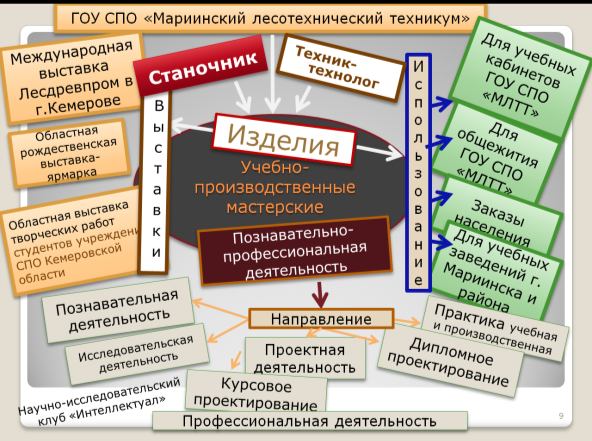 ГОУ СПО «Мариинский лесотехнический техникум»
Международная
выставка
Лесдревпром в
г.Кемерове
Областная
рождественская
выставка-
ярмарка
Областная выставка
творческих работ
студентов учреждени
СПО Кемеровской
области
Выставки
Станочник
Техник-
технолог
Изделия
Учебно-
производственные
мастерские
Познавательно-
профессиональная
деятельность
Использование
Для учебных
кабинетов
ГОУ СПО
«МЛТТ»
Для
общежития
ГОУ СПО
«МЛТТ»
Заказы
населения
Для учебных
заведений г.
Мариинска и
района
Направление
Познавательная
деятельность
Исследовательская
деятельность
Научно-исследовательский
клуб «Интеллектуал»
Проектная
деятельность
Курсовое
проектирование
Практика учебная
и производственная
Дипломное
проектирование
Профессиональная деятельность
9